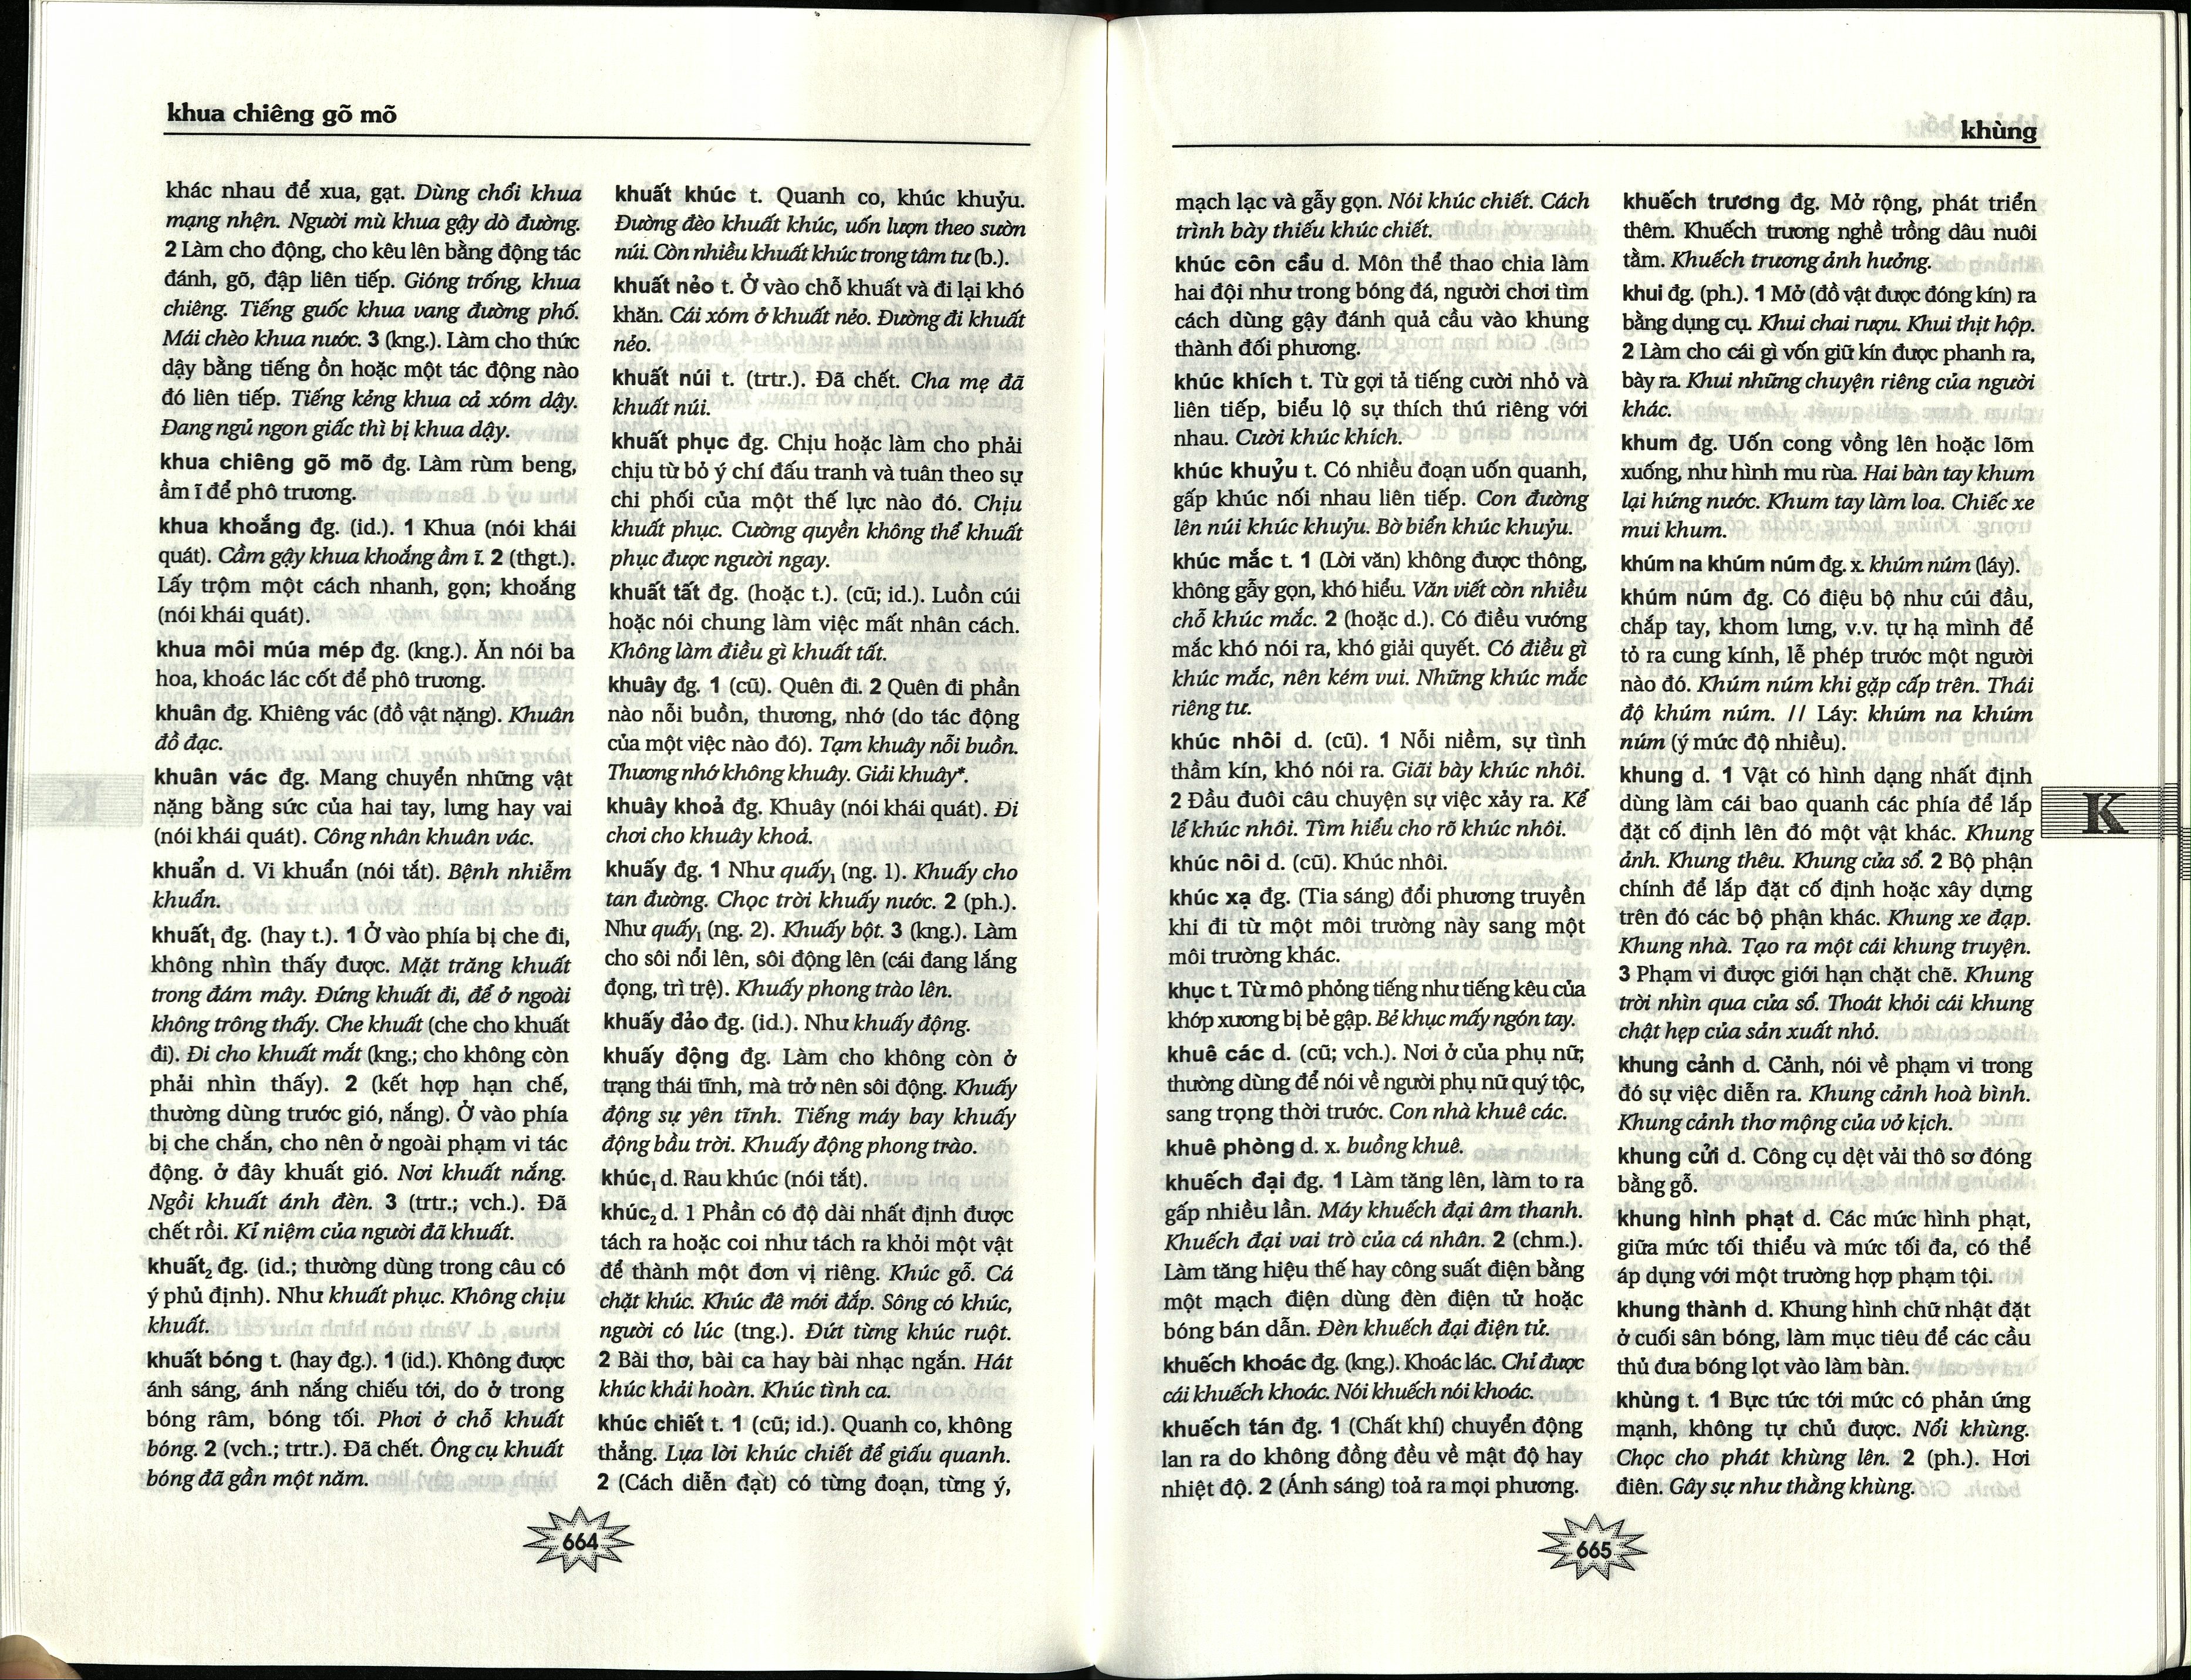 khua chiêng gõ mõ
khác nhau để xua, gạt. Dùng chổi khua
mạng nhện. Người mù khua gậy dò đường.
2 Làm cho động, cho kêu lên bằng động tác
đánh, gõ, đập liên tiếp. Gióng trống, khua
chiêng. Tiếng guốc khua vang đường phố.
Mái chèo khua nước. 3 (kng.). Làm cho thức
dậy bằng tiếng ồn hoặc một tác động nào
đó liên tiếp. Tiếng kẻng khua cả xóm dậy.
Đang ngủ ngon giấc thì bị khua dậy.
khua chiêng gõ mõ đg. Làm rùm beng,
ầm ĩ để phô trương.
khua khoắng đg. (id.). 1 Khua (nói khái
quát). Cầm gậy khua khoắng ầm ĩ. 2 (thgt.).
Lấy trộm một cách nhanh, gọn; khoắng
(nói khái quát).
khua môi múa mép đg. (kng.). Ăn nói ba
hoa, khoác lác cốt để phô trương.
khuân đg. Khiêng vác (đồ vật nặng). Khuân
đồ đạc.
khuân vác đg. Mang chuyển những vật
nặng bằng sức của hai tay, lưng hay vai
(nói khái quát). Công nhân khuân vác.
khuẩn d. Vi khuẩn (nói tắt). Bệnh nhiễm
khuẩn.
khuất₁ đg. (hay t.). 1 Ở vào phía bị che đi,
không nhìn thấy được. Mặt trăng khuất
trong đám mây. Đứng khuất đi, để ở ngoài
không trông thấy. Che khuất (che cho khuất
đi). Đi cho khuất mắt (kng.; cho không còn
phải nhìn thấy). 2 (kết hợp hạn chế,
thường dùng trước gió, nắng). Ở vào phía
bị che chắn, cho nên ở ngoài phạm vi tác
động. ở đây khuất gió. Nơi khuất nắng.
Ngồi khuất ánh đèn. 3 (trtr.; vch.). Đã
chết rồi. Kỉ niệm của người đã khuất.
khuất₂ đg. (id.; thường dùng trong câu có
ý phủ định). Như khuất phục. Không chịu
khuất.
khuất bóng t. (hay đg.). 1 (id.). Không được
ánh sáng, ánh nắng chiếu tới, do ở trong
bóng râm, bóng tối. Phơi ở chỗ khuất
bóng. 2 (vch.; trtr.). Đã chết. Ông cụ khuất
bóng đã gần một năm.
khuất khúc t. Quanh co, khúc khuỷu.
Đường đèo khuất khúc, uốn lượn theo sườn
núi. Còn nhiều khuất khúc trong tâm tư (b.).
khuất nẻo t. Ở vào chỗ khuất và đi lại khó
khăn. Cái xóm ở khuất nẻo. Đường đi khuất
nẻo.
khuất núi t. (trtr.). Đã chết. Cha mẹ đã
khuất núi.
khuất phục đg. Chịu hoặc làm cho phải
chịu từ bỏ ý chí đấu tranh và tuân theo sự
chi phối của một thế lực nào đó. Chịu
khuất phục. Cường quyền không thể khuất
phục được người ngay.
khuất tất đg. (hoặc t.). (cũ; id.). Luồn cúi
hoặc nói chung làm việc mất nhân cách.
Không làm điều gì khuất tất.
khuây đg. 1 (cũ). Quên đi. 2 Quên đi phần
nào nỗi buồn, thương, nhớ (do tác động
của một việc nào đó). Tạm khuây nỗi buồn.
Thương nhớ không khuây. Giải khuây*.
khuây khoả đg. Khuây (nói khái quát). Đi
chơi cho khuây khoả.
khuấy đg. 1 Như quấy₁ (ng. 1). Khuấy cho
tan đường. Chọc trời khuấy nước. 2 (ph.).
Như quấy₁ (ng. 2). Khuấy bột. 3 (kng.). Làm
cho sôi nổi lên, sôi động lên (cái đang lắng
đọng, trì trệ). Khuấy phong trào lên.
khuấy đảo đg. (id.). Như khuấy động.
khuấy động đg. Làm cho không còn ở
trạng thái tĩnh, mà trở nên sôi động. Khuấy
động sự yên tĩnh. Tiếng máy bay khuấy
động bầu trời. Khuấy động phong trào.
khúc₁ d. Rau khúc (nói tắt).
khúc₂ d. 1 Phần có độ dài nhất định được
tách ra hoặc coi như tách ra khỏi một vật
để thành một đơn vị riêng. Khúc gỗ. Cá
chặt khúc. Khúc đê mới đắp. Sông có khúc,
người có lúc (tng.). Đứt từng khúc ruột.
2 Bài thơ, bài ca hay bài nhạc ngắn. Hát
khúc khải hoàn. Khúc tình ca.
khúc chiết t. 1 (cũ; id.). Quanh co, không
thẳng. Lựa lời khúc chiết để giấu quanh.
2 (Cách diễn đạt) có từng đoạn, từng ý,
664
khùng
mạch lạc và gẫy gọn. Nói khúc chiết. Cách
trình bày thiếu khúc chiết.
khúc côn cầu d. Môn thể thao chia làm
hai đội như trong bóng đá, người chơi tìm
cách dùng gậy đánh quả cầu vào khung
thành đối phương.
khúc khích t. Từ gợi tả tiếng cười nhỏ và
liên tiếp, biểu lộ sự thích thú riêng với
nhau. Cười khúc khích.
khúc khuỷu t. Có nhiều đoạn uốn quanh,
gấp khúc nối nhau liên tiếp. Con đường
lên núi khúc khuỷu. Bờ biển khúc khuỷu.
khúc mắc t. 1 (Lời văn) không được thông,
không gẫy gọn, khó hiểu. Văn viết còn nhiều
chỗ khúc mắc. 2 (hoặc d.). Có điều vướng
mắc khó nói ra, khó giải quyết. Có điều gì
khúc mắc, nên kém vui. Những khúc mắc
riêng tư.
khúc nhôi d. (cũ). 1 Nỗi niềm, sự tình
thầm kín, khó nói ra. Giãi bày khúc nhôi.
2 Đầu đuôi câu chuyện sự việc xảy ra. Kể
lể khúc nhôi. Tìm hiểu cho rõ khúc nhôi.
khúc nôi d. (cũ). Khúc nhôi.
khúc xạ đg. (Tia sáng) đổi phương truyền
khi đi từ một môi trường này sang một
môi trường khác.
khục t. Từ mô phỏng tiếng như tiếng kêu của
khớp xương bị bẻ gập. Bẻ khục mấy ngón tay.
khuê các d. (cũ; vch.). Nơi ở của phụ nữ;
thường dùng để nói về người phụ nữ quý tộc,
sang trọng thời trước. Con nhà khuê các.
khuê phòng d. x. buồng khuê.
khuếch đại đg. 1 Làm tăng lên, làm to ra
gấp nhiều lần. Máy khuếch đại âm thanh.
Khuếch đại vai trò của cá nhân. 2 (chm.).
Làm tăng hiệu thế hay công suất điện bằng
một mạch điện dùng đèn điện tử hoặc
bóng bán dẫn. Đèn khuếch đại điện tử.
khuếch khoác đg. (kng.). Khoác lác. Chỉ được
cái khuếch khoác. Nói khuếch nói khoác.
khuếch tán đg. 1 (Chất khí) chuyển động
lan ra do không đồng đều về mật độ hay
nhiệt độ. 2 (Ánh sáng) toả ra mọi phương.
khuếch trương đg. Mở rộng, phát triển
thêm. Khuếch trương nghề trồng dâu nuôi
tằm. Khuếch trương ảnh hưởng.
khui đg. (ph.). 1 Mở (đồ vật được đóng kín) ra
bằng dụng cụ. Khui chai rượu. Khui thịt hộp.
2 Làm cho cái gì vốn giữ kín được phanh ra,
bày ra. Khui những chuyện riêng của người
khác.
khum đg. Uốn cong vồng lên hoặc lõm
xuống, như hình mu rùa. Hai bàn tay khum
lại hứng nước. Khum tay làm loa. Chiếc xe
mui khum.
khúm na khúm núm đg. x. khúm núm (láy).
khúm núm đg. Có điệu bộ như cúi đầu,
chắp tay, khom lưng, v.v. tự hạ mình để
tỏ ra cung kính, lễ phép trước một người
nào đó. Khúm núm khi gặp cấp trên. Thái
độ khúm núm. // Láy: khúm na khúm
núm (ý mức độ nhiều).
khung d. 1 Vật có hình dạng nhất định
dùng làm cái bao quanh các phía để lắp
đặt cố định lên đó một vật khác. Khung
ảnh. Khung thêu. Khung cửa sổ. 2 Bộ phận
chính để lắp đặt cố định hoặc xây dựng
trên đó các bộ phận khác. Khung xe đạp.
Khung nhà. Tạo ra một cái khung truyện.
3 Phạm vi được giới hạn chặt chẽ. Khung
trời nhìn qua cửa sổ. Thoát khỏi cái khung
chật hẹp của sản xuất nhỏ.
khung cảnh d. Cảnh, nói về phạm vi trong
đó sự việc diễn ra. Khung cảnh hoà bình.
Khung cảnh thơ mộng của vở kịch.
khung cửi d. Công cụ dệt vải thô sơ đóng
bằng gỗ.
khung hình phạt d. Các mức hình phạt,
giữa mức tối thiểu và mức tối đa, có thể
áp dụng với một trường hợp phạm tội.
khung thành d. Khung hình chữ nhật đặt
ở cuối sân bóng, làm mục tiêu để các cầu
thủ đưa bóng lọt vào làm bàn.
khùng t. 1 Bực tức tới mức có phản ứng
mạnh, không tự chủ được. Nổi khùng.
Chọc cho phát khùng lên. 2 (ph.). Hơi
điên. Gây sự như thằng khùng.
K
665